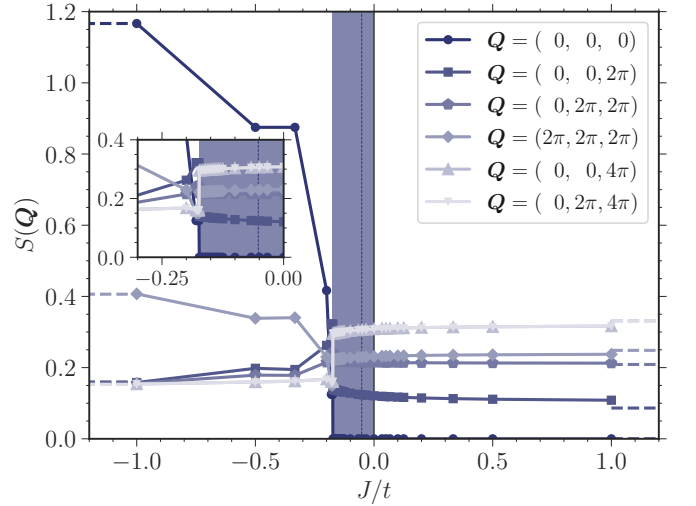 1.2
1.0
0.8
0.6
0.4
0.2
0.0
S(Q)
−1.0 −0.5 0.0 0.5 1.0
J/t
0.4
0.2
0.0
−0.25 0.00
Q = ( 0, 0, 0)
Q = ( 0, 0, 2π)
Q = ( 0, 2π, 2π)
Q = (2π, 2π, 2π)
Q = ( 0, 0, 4π)
Q = ( 0, 2π, 4π)